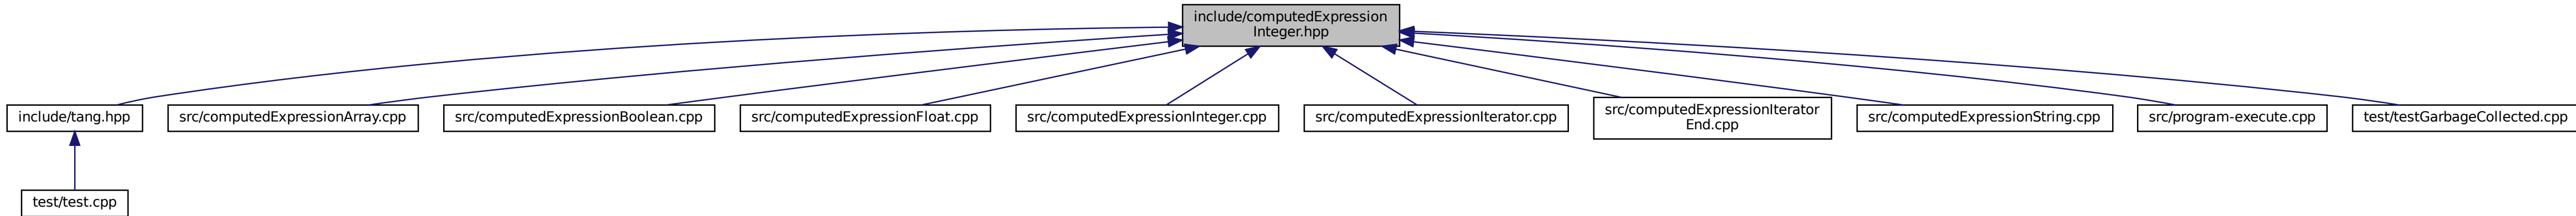 include/computedExpression
Integer.hpp
include/tang.hpp
src/computedExpressionArray.cpp
src/computedExpressionBoolean.cpp
src/computedExpressionFloat.cpp
src/computedExpressionInteger.cpp
src/computedExpressionIterator.cpp
src/computedExpressionIterator
End.cpp
src/computedExpressionString.cpp
src/program-execute.cpp
test/testGarbageCollected.cpp
test/test.cpp